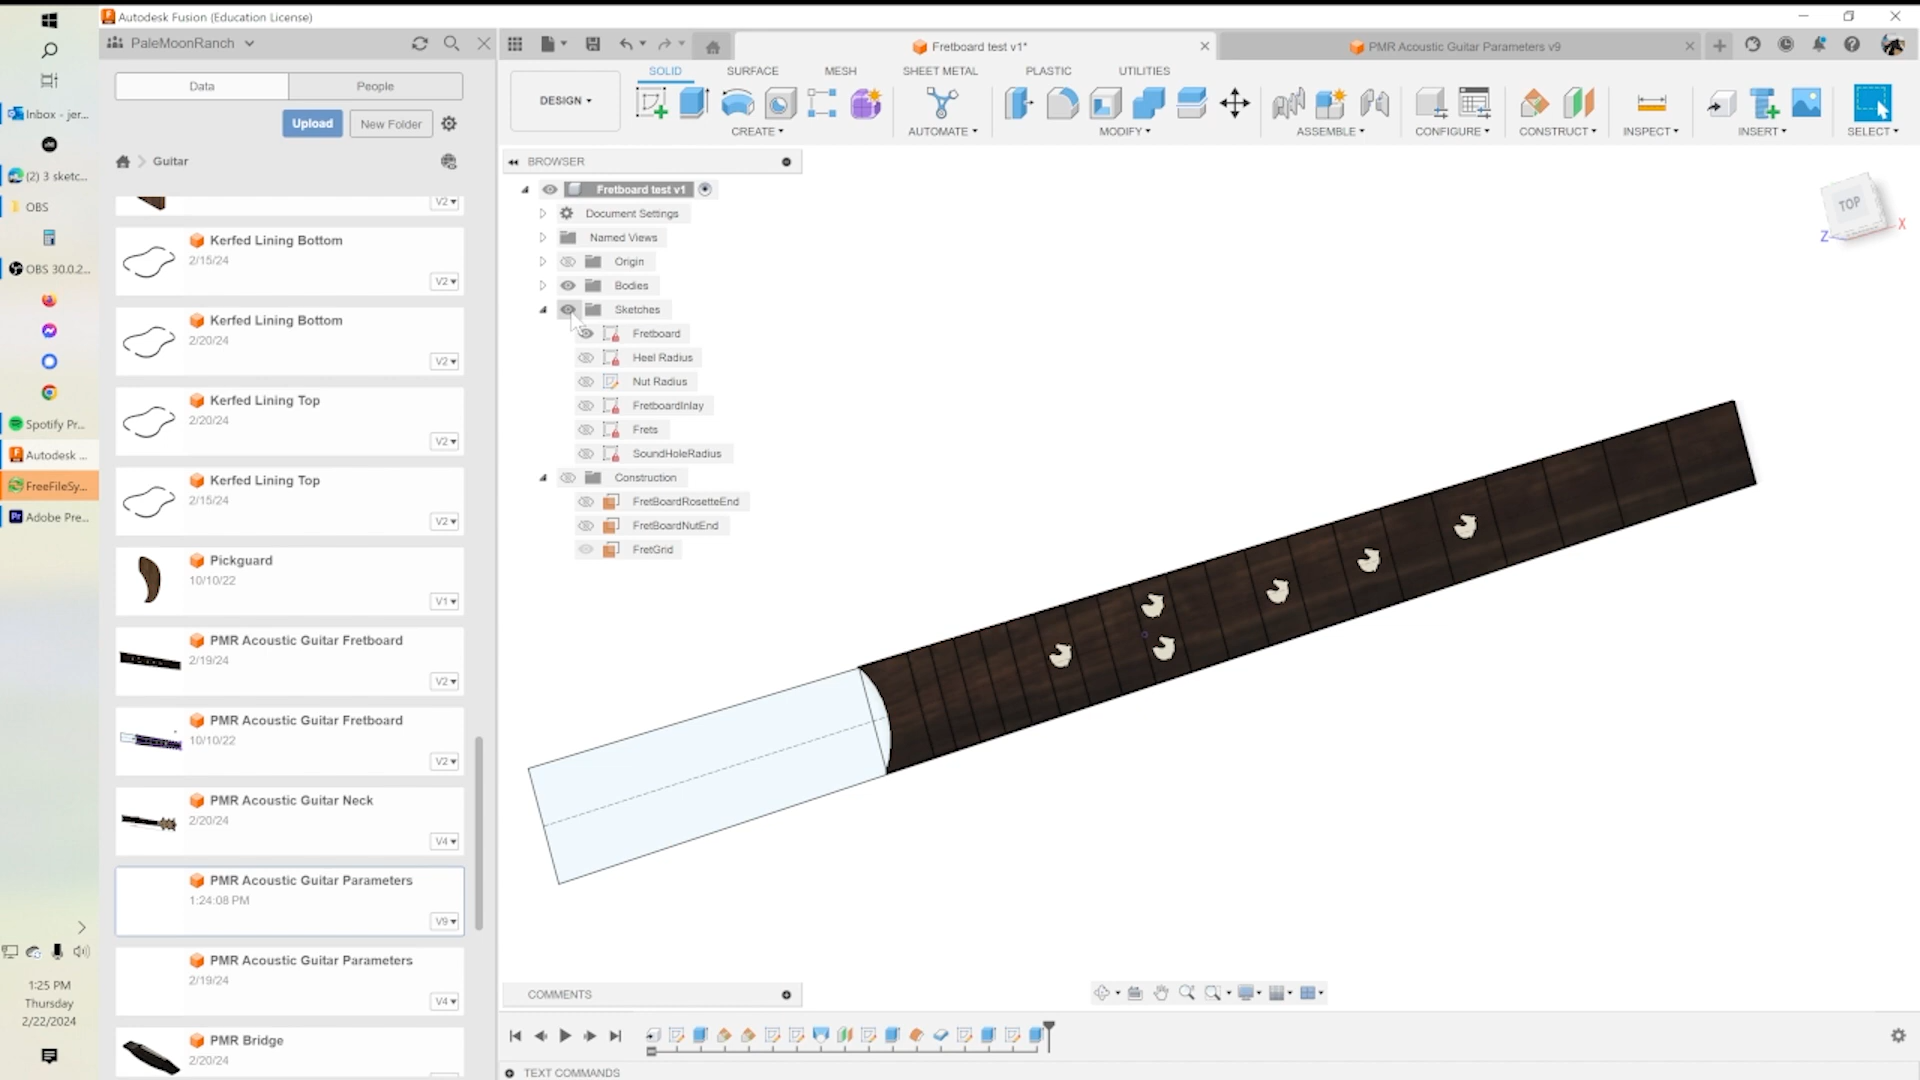 Autodesk Fusion (Education License)
PaleMoonRanch
Fretboard test v1*
PMR Acoustic Guitar Parameters v9
Data
People
Upload
New Folder
Guitar
DESIGN
SOLID
SURFACE
MESH
SHEET METAL
PLASTIC
UTILITIES
CREATE
AUTOMATE
MODIFY
ASSEMBLE
CONFIGURE
CONSTRUCT
INSPECT
INSERT
SELECT
Inbox - jer...
(2) 3 sketc...
OBS
OBS 30.0.2...
Spotify Pr...
Autodesk ...
FreeFileSy...
Adobe Pre...
1:25 PM
Thursday
2/22/2024
V2
Kerfed Lining Bottom
2/15/24
V2
Kerfed Lining Bottom
2/20/24
V2
Kerfed Lining Top
2/20/24
V2
Kerfed Lining Top
2/15/24
V2
Pickguard
10/10/22
V1
PMR Acoustic Guitar Fretboard
2/19/24
V2
PMR Acoustic Guitar Fretboard
10/10/22
V2
PMR Acoustic Guitar Neck
2/20/24
V4
PMR Acoustic Guitar Parameters
1:24:08 PM
V9
PMR Acoustic Guitar Parameters
2/19/24
V4
PMR Bridge
2/20/24
BROWSER
Fretboard test v1
Document Settings
Named Views
Origin
Bodies
Sketches
Fretboard
Heel Radius
Nut Radius
FretboardInlay
Frets
SoundHoleRadius
Construction
FretBoardRosetteEnd
FretBoardNutEnd
FretGrid
TOP
Z
X
COMMENTS
TEXT COMMANDS